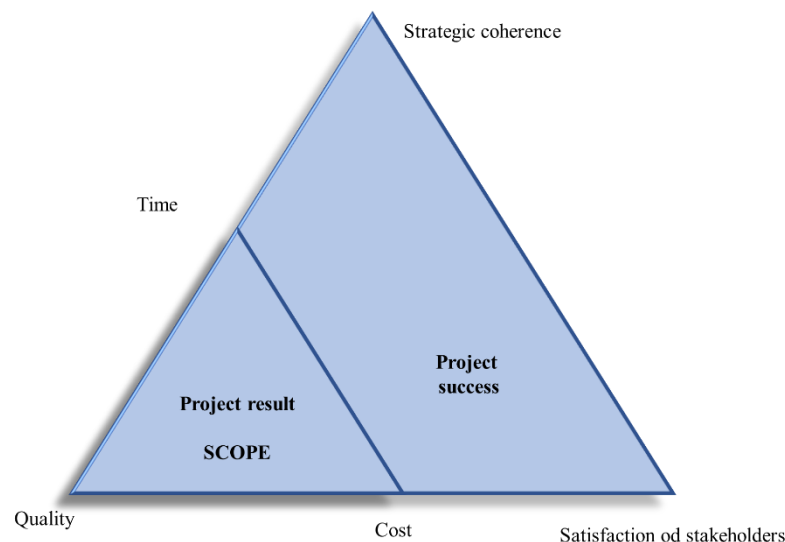 Strategic coherence
Time
Project
success
Project result
SCOPE
Quality
Cost
Satisfaction od stakeholders